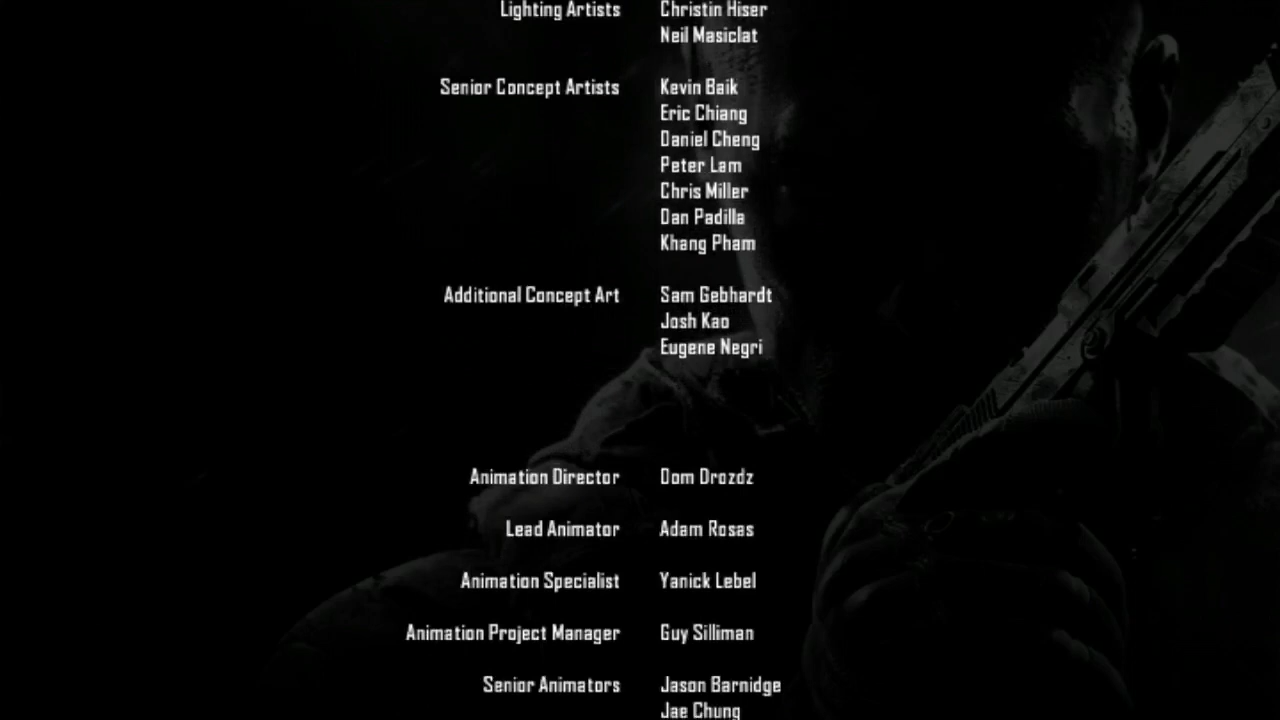 Lighting Artists Christin Hiser
Neil Masiclat
Senior Concept Artists Kevin Baik
Eric Chiang
Daniel Cheng
Peter Lam
Chris Miller
Dan Padilla
Khang Pham
Additional Concept Art Sam Gebhardt
Josh Kao
Eugene Negri
Animation Director Dom Drozdz
Lead Animator Adam Rosas
Animation Specialist Yanick Lebel
Animation Project Manager Guy Silliman
Senior Animators Jason Barnidge
Jae Chung